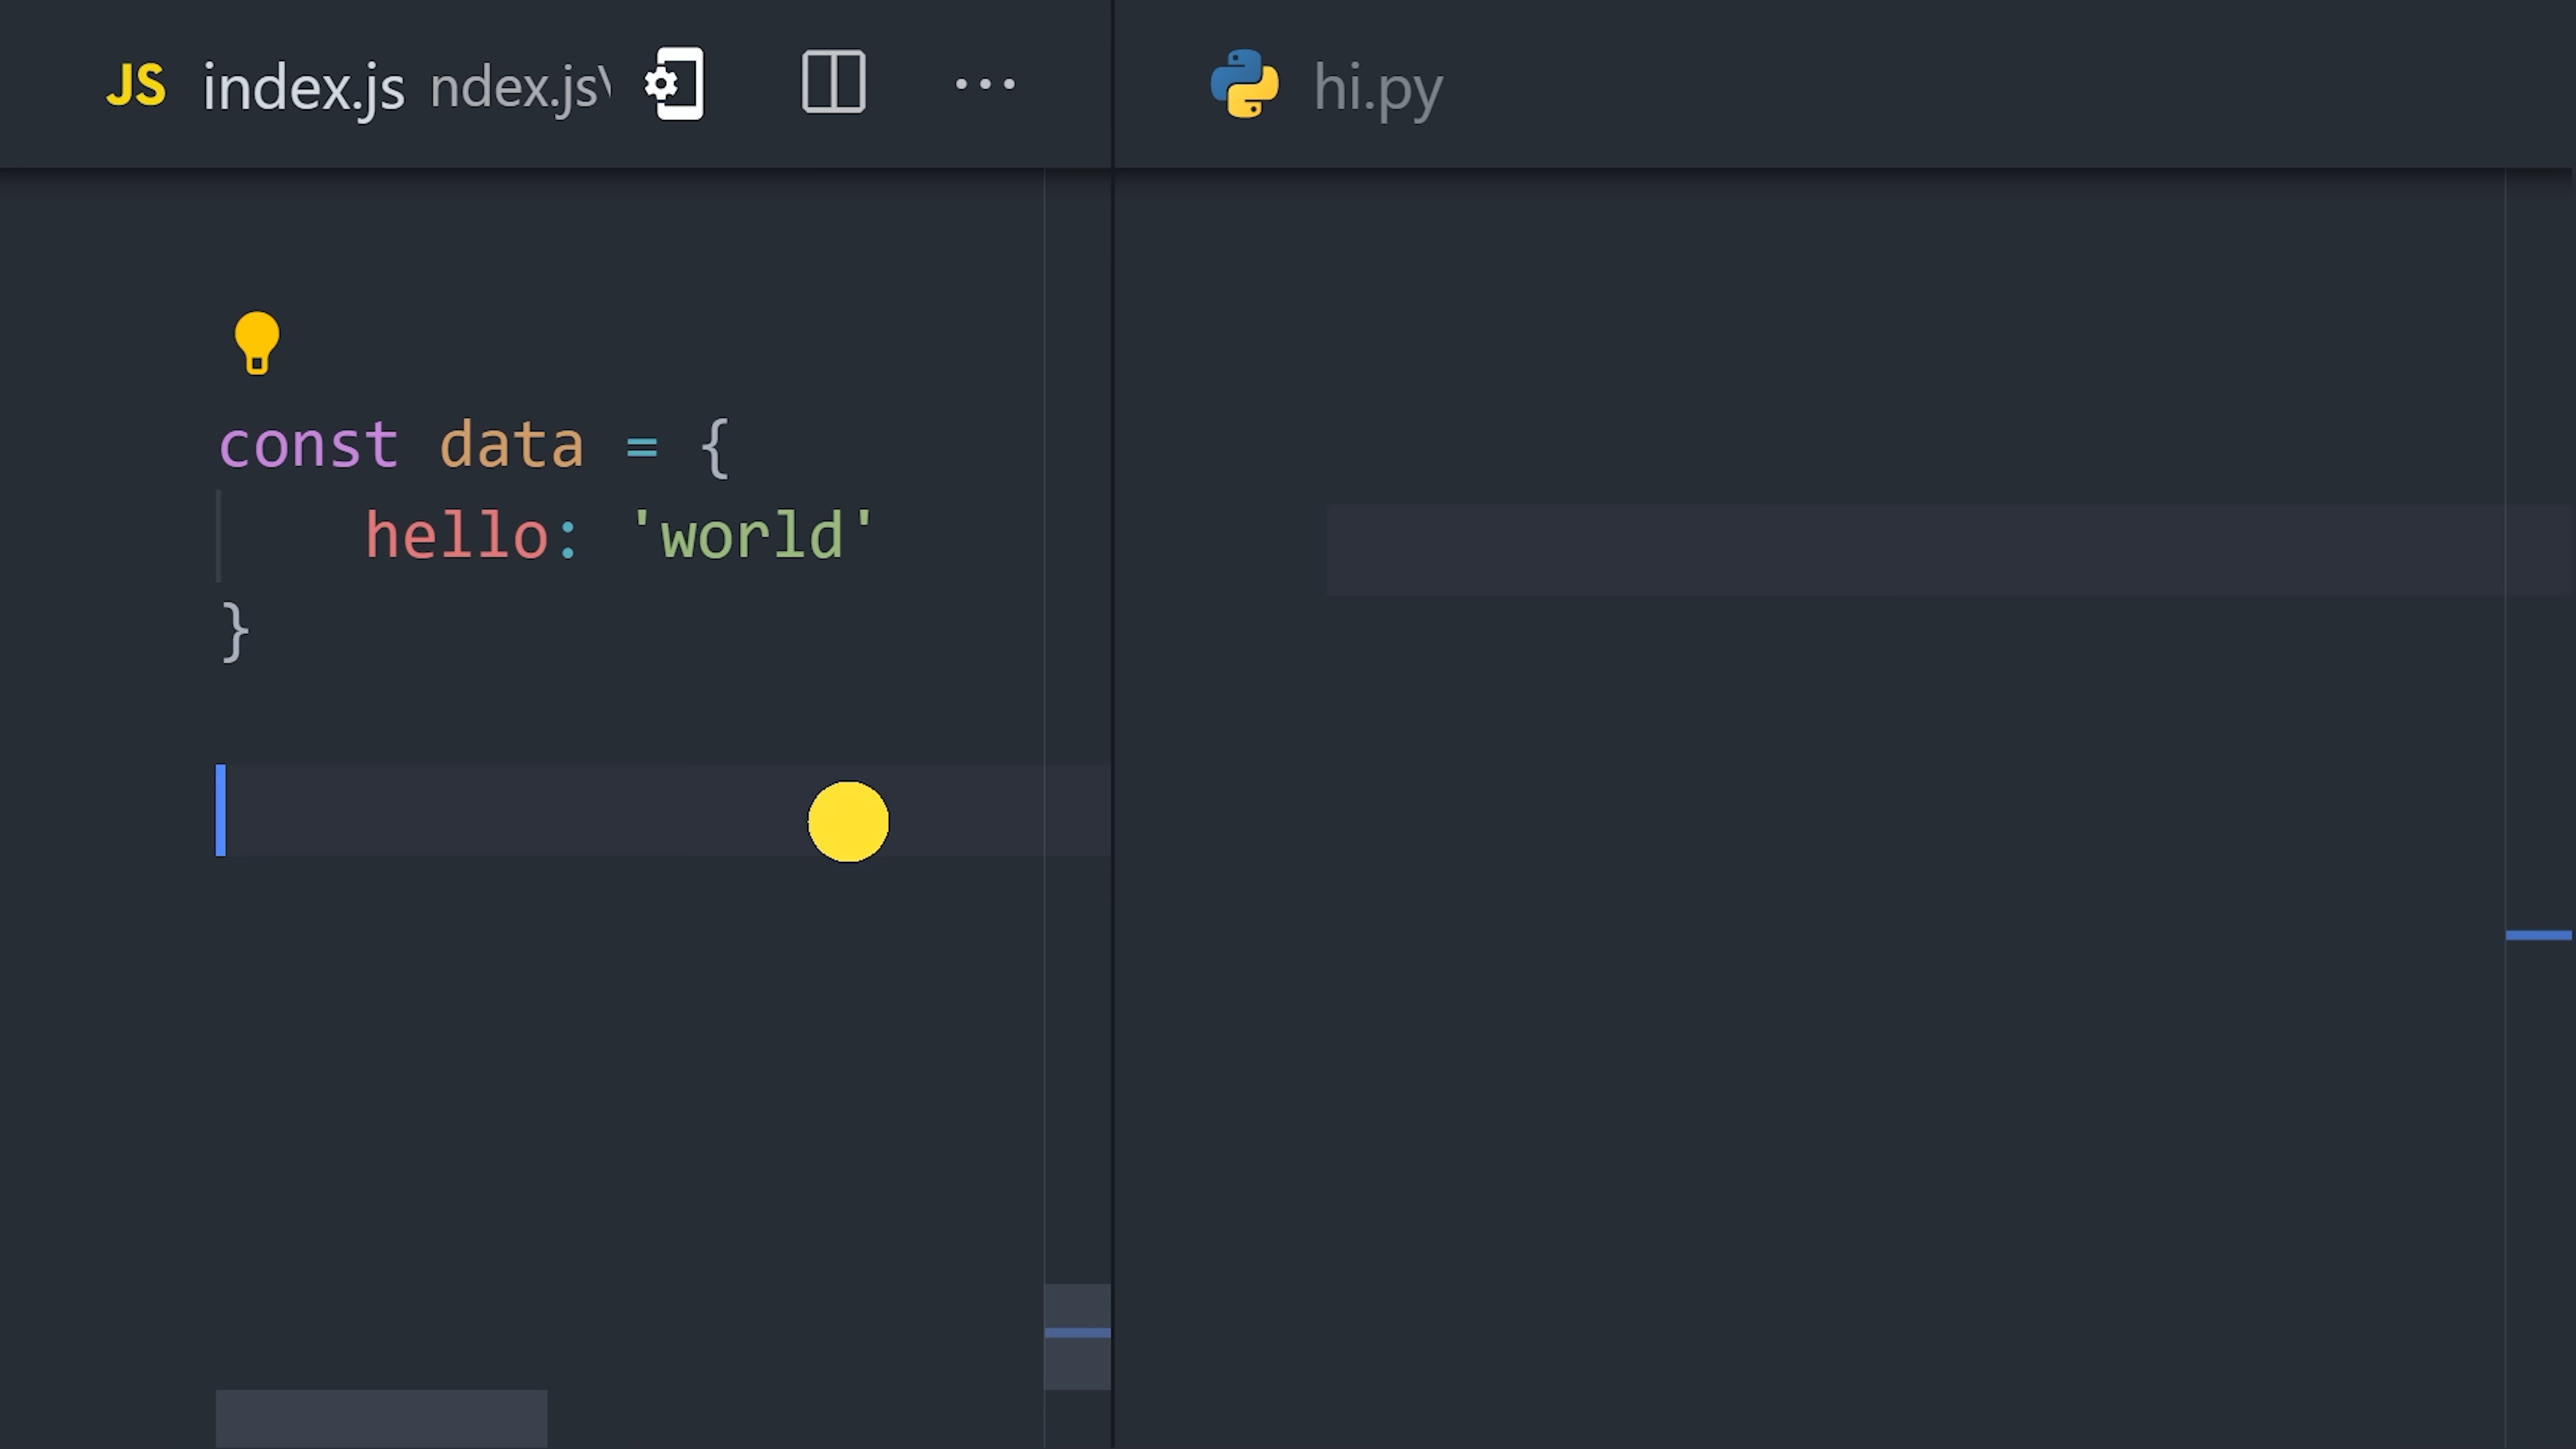 JS index.js ndex.js\ ... hi.py
const data = {
    hello: 'world'
}